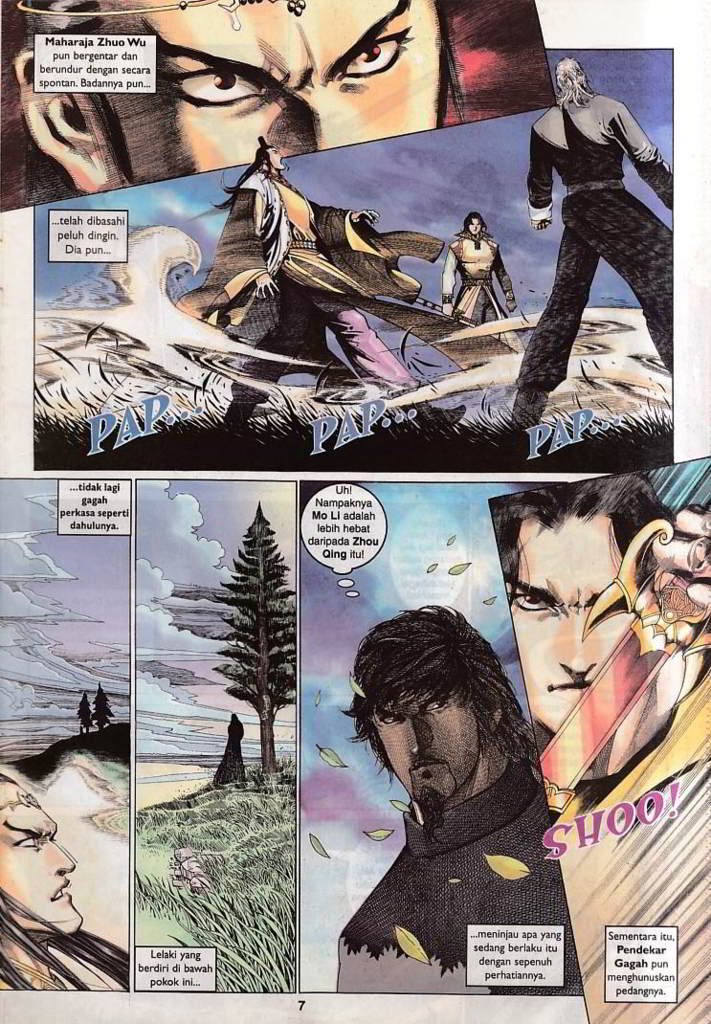 Maharaja Zhuo Wu
pun bergentar dan
berundur dengan secara
spontan. Badannya pun...
...telah dibasahi
peluh dingin.
Dia pun...
PAP...
PAP...
PAP...
...tidak lagi
gagah
perkasa seperti
dahulunya.
Lelaki yang
berdiri di bawah
pokok ini...
Uh!
Nampaknya
Mo Li adalah
lebih hebat
daripada Zhou
Qing itu!
...meninjau apa yang
sedang berlaku itu
dengan sepenuh
perhatiannya.
SHOO!
Sementara itu,
Pendekar
Gagah pun
menghunuskan
pedangnya.
7